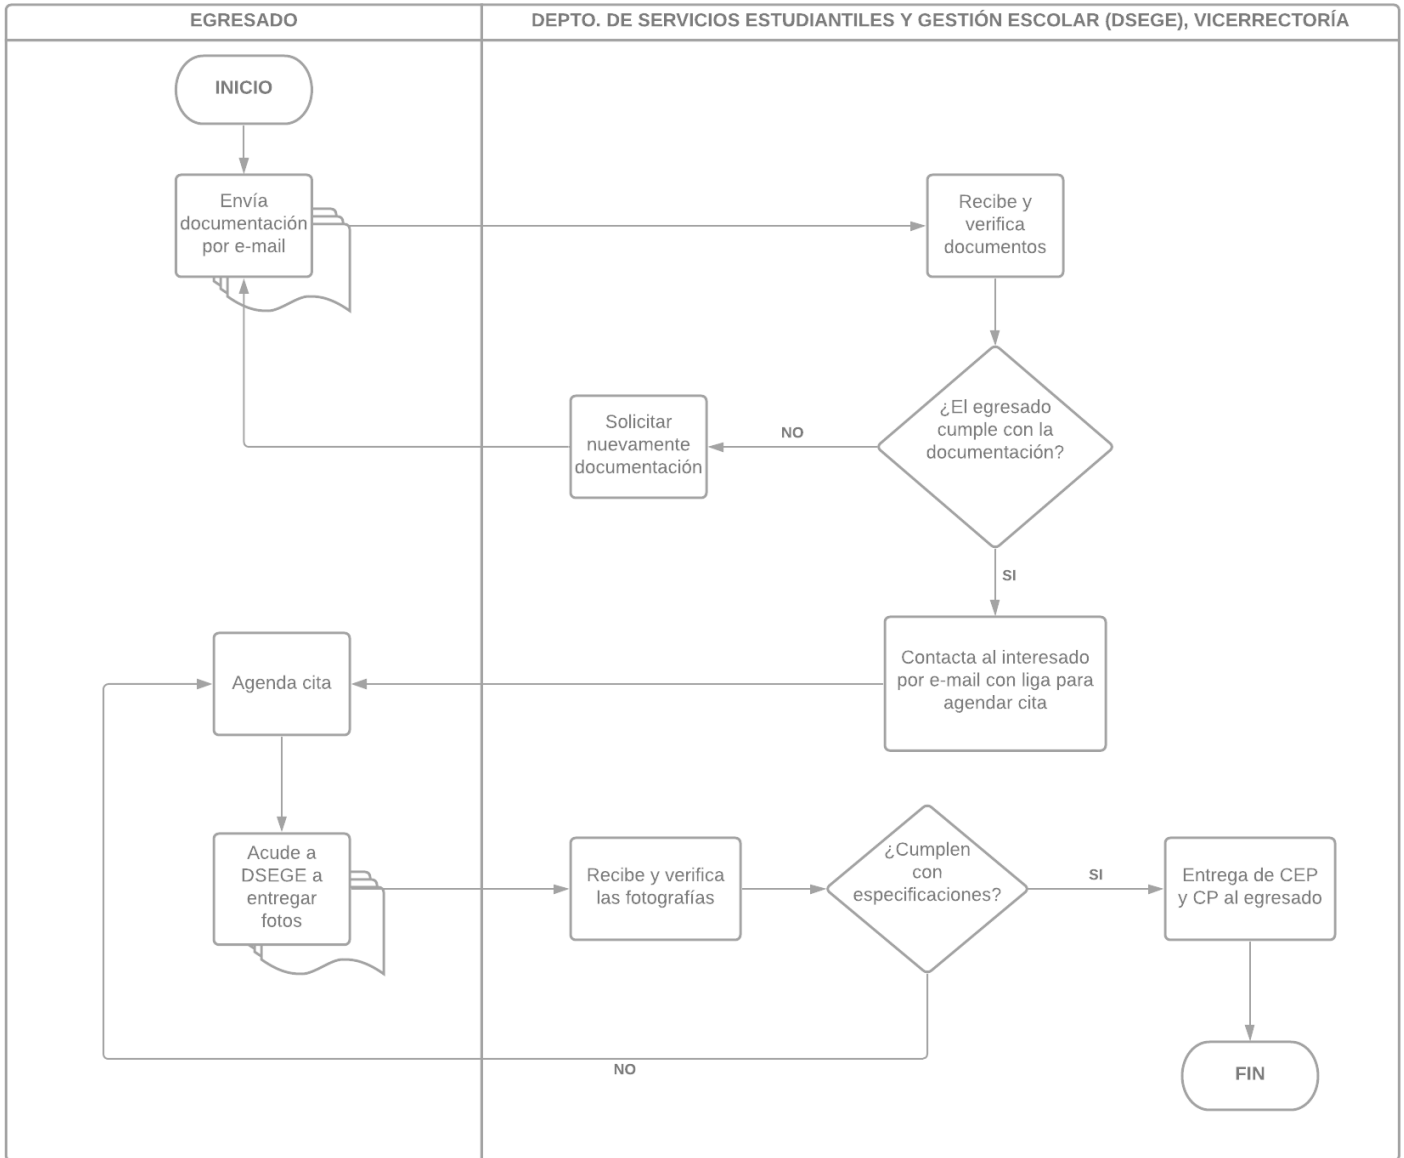 EGRESADO
DEPTO. DE SERVICIOS ESTUDIANTILES Y GESTIÓN ESCOLAR (DSEGE), VICERRECTORÍA
INICIO
Envía
documentación
por e-mail
Recibe y
verifica
documentos
¿El egresado
cumple con la
documentación?
NO
Solicitar
nuevamente
documentación
SI
Contacta al interesado
por e-mail con liga para
agendar cita
Agenda cita
Acude a
DSEGE a
entregar
fotos
Recibe y verifica
las fotografías
¿Cumplen
con
especificaciones?
SI
Entrega de CEP
y CP al egresado
NO
FIN